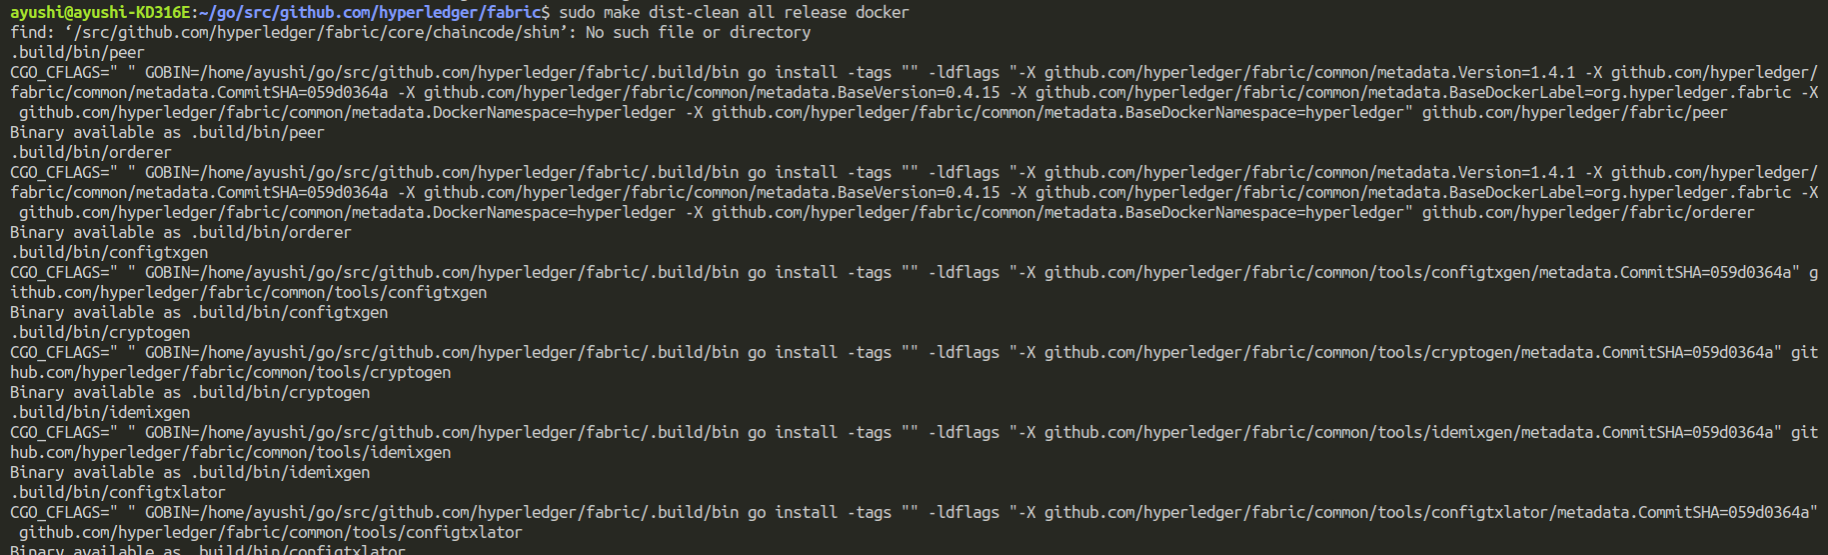 ayushi@ayushi-KD316E:~/go/src/github.com/hyperledger/fabric$ sudo make dist-clean all release docker
find: ‘/src/github.com/hyperledger/fabric/core/chaincode/shim’: No such file or directory
.build/bin/peer
CGO_CFLAGS=" " GOBIN=/home/ayushi/go/src/github.com/hyperledger/fabric/.build/bin go install -tags "" -ldflags "-X github.com/hyperledger/fabric/common/metadata.Version=1.4.1 -X github.com/hyperledger/
fabric/common/metadata.CommitSHA=059d0364a -X github.com/hyperledger/fabric/common/metadata.BaseVersion=0.4.15 -X github.com/hyperledger/fabric/common/metadata.BaseDockerLabel=org.hyperledger.fabric -X
 github.com/hyperledger/fabric/common/metadata.DockerNamespace=hyperledger -X github.com/hyperledger/fabric/common/metadata.BaseDockerNamespace=hyperledger" github.com/hyperledger/fabric/peer
Binary available as .build/bin/peer
.build/bin/orderer
CGO_CFLAGS=" " GOBIN=/home/ayushi/go/src/github.com/hyperledger/fabric/.build/bin go install -tags "" -ldflags "-X github.com/hyperledger/fabric/common/metadata.Version=1.4.1 -X github.com/hyperledger/
fabric/common/metadata.CommitSHA=059d0364a -X github.com/hyperledger/fabric/common/metadata.BaseVersion=0.4.15 -X github.com/hyperledger/fabric/common/metadata.BaseDockerLabel=org.hyperledger.fabric -X
 github.com/hyperledger/fabric/common/metadata.DockerNamespace=hyperledger -X github.com/hyperledger/fabric/common/metadata.BaseDockerNamespace=hyperledger" github.com/hyperledger/fabric/orderer
Binary available as .build/bin/orderer
.build/bin/configtxgen
CGO_CFLAGS=" " GOBIN=/home/ayushi/go/src/github.com/hyperledger/fabric/.build/bin go install -tags "" -ldflags "-X github.com/hyperledger/fabric/common/tools/configtxgen/metadata.CommitSHA=059d0364a" g
ithub.com/hyperledger/fabric/common/tools/configtxgen
Binary available as .build/bin/configtxgen
.build/bin/cryptogen
CGO_CFLAGS=" " GOBIN=/home/ayushi/go/src/github.com/hyperledger/fabric/.build/bin go install -tags "" -ldflags "-X github.com/hyperledger/fabric/common/tools/cryptogen/metadata.CommitSHA=059d0364a" git
hub.com/hyperledger/fabric/common/tools/cryptogen
Binary available as .build/bin/cryptogen
.build/bin/idemixgen
CGO_CFLAGS=" " GOBIN=/home/ayushi/go/src/github.com/hyperledger/fabric/.build/bin go install -tags "" -ldflags "-X github.com/hyperledger/fabric/common/tools/idemixgen/metadata.CommitSHA=059d0364a" git
hub.com/hyperledger/fabric/common/tools/idemixgen
Binary available as .build/bin/idemixgen
.build/bin/configtxlator
CGO_CFLAGS=" " GOBIN=/home/ayushi/go/src/github.com/hyperledger/fabric/.build/bin go install -tags "" -ldflags "-X github.com/hyperledger/fabric/common/tools/configtxlator/metadata.CommitSHA=059d0364a"
 github.com/hyperledger/fabric/common/tools/configtxlator
Binary available as .build/bin/configtxlator